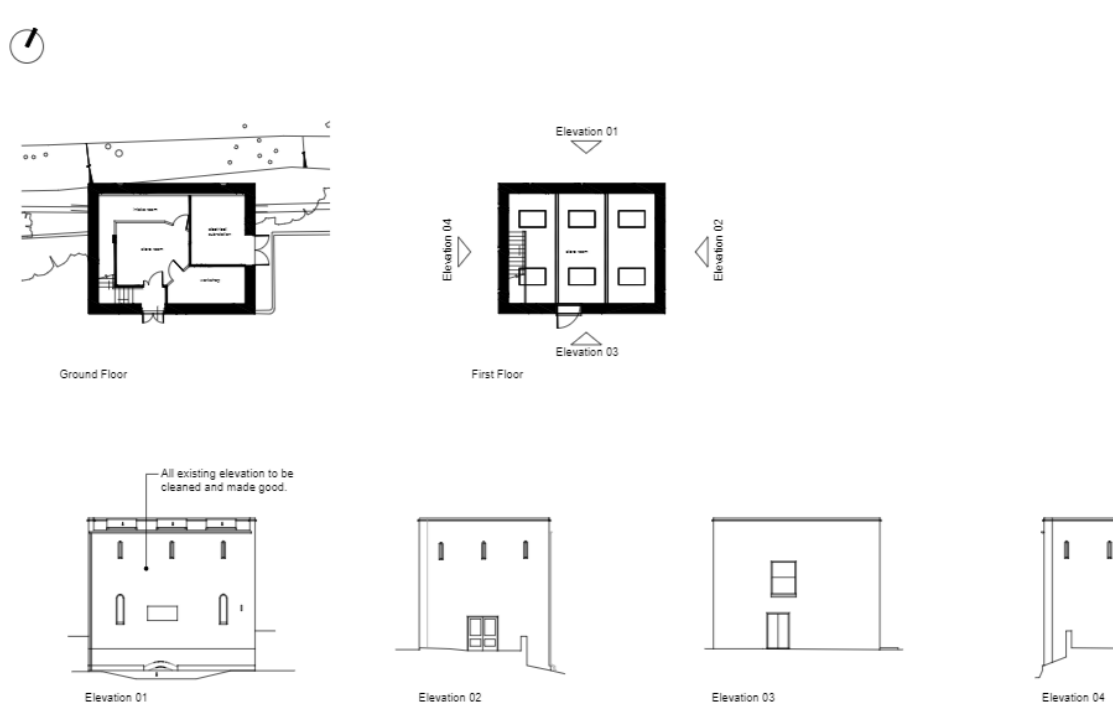 Elevation 01
Elevation 04
Elevation 02
Elevation 03
Ground Floor
First Floor
All existing elevation to be
cleaned and made good.
Elevation 01
Elevation 02
Elevation 03
Elevation 04